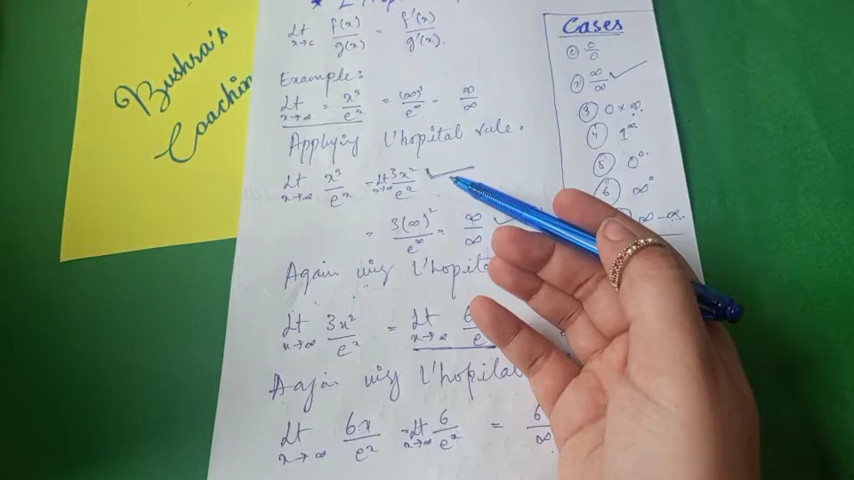 Bushra's
Coachin
Lt x→c f(x)/g(x) = f'(x)/g'(x).
Example:
Lt x→∞ = x³/eˣ = (∞)³/e^∞ = ∞/∞
Applying L'hopital rule.
Lt x→∞ x³/eˣ = Lt x→∞ 3x²/eˣ
= 3(∞)²/e^∞ = ∞/∞
Again using L'hopita
Lt x→∞ 3x²/eˣ = Lt x→∞ 6
Again using L'hopital
Lt x→∞ 6x/eˣ = Lt x→∞ 6/eˣ = 6/∞
Cases
① 0/0
② ∞/∞
③ 0 × ∞.
④ 1^∞
⑤ 0⁰.
⑥ ∞⁰
∞ - ∞.